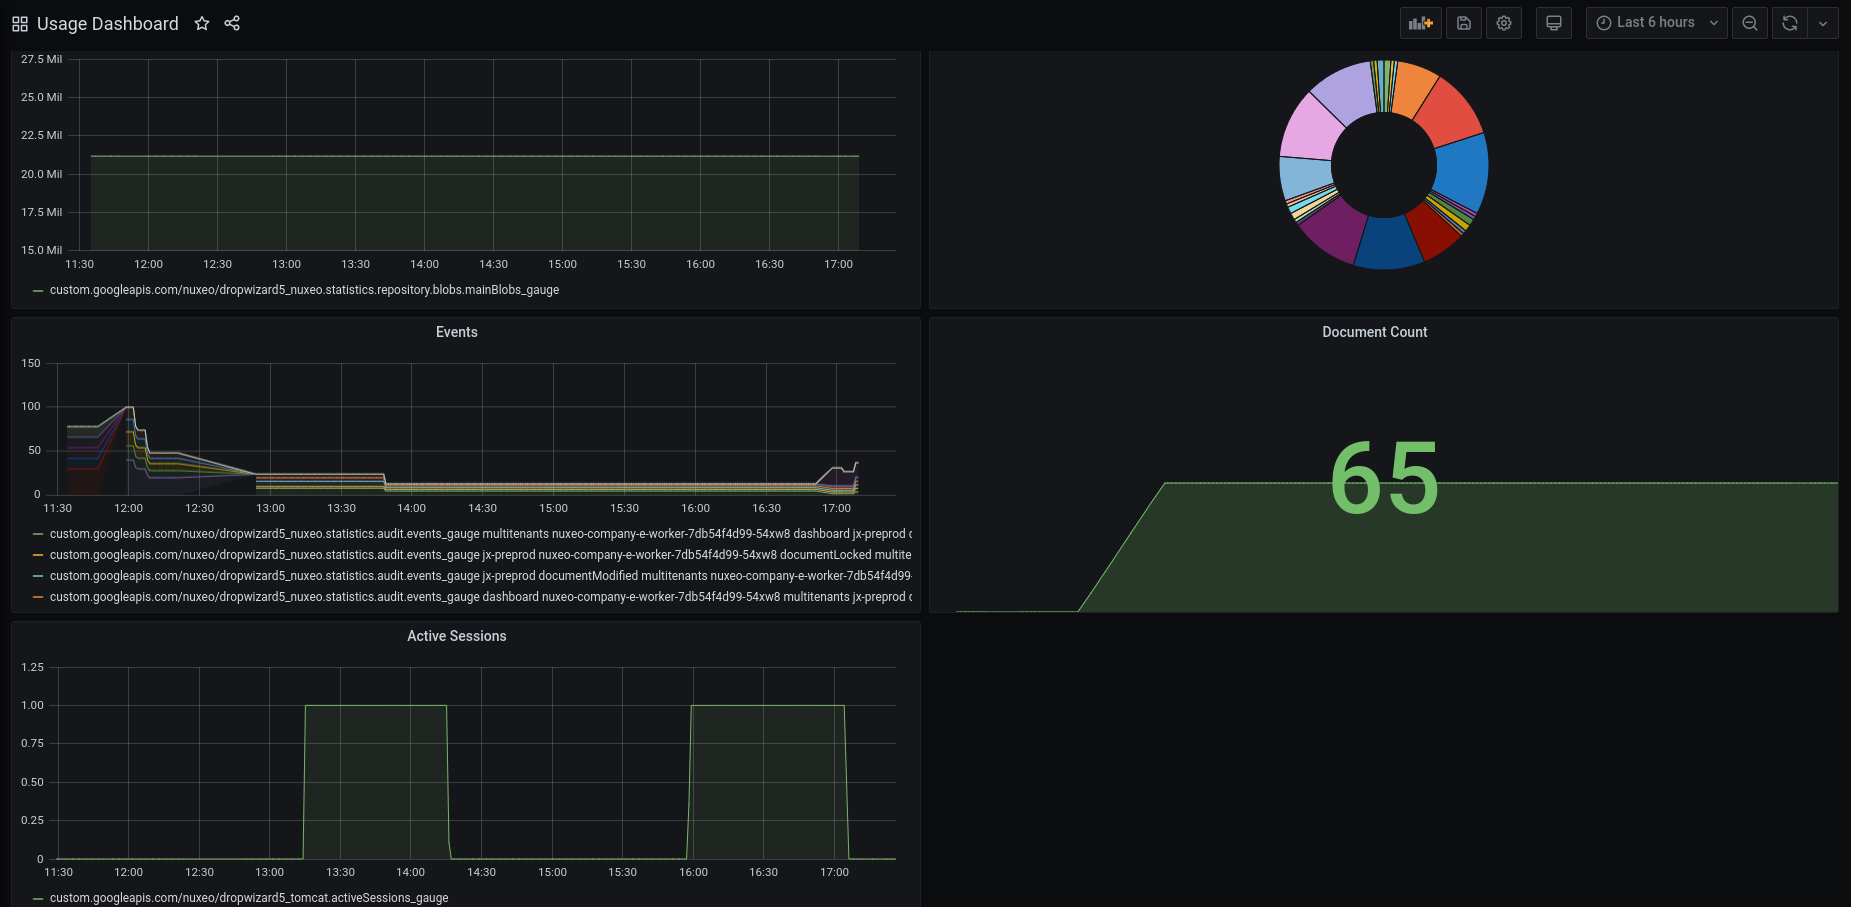 Usage Dashboard
Last 6 hours
27.5 Mil
25.0 Mil
22.5 Mil
20.0 Mil
17.5 Mil
15.0 Mil
11:30 12:00 12:30 13:00 13:30 14:00 14:30 15:00 15:30 16:00 16:30 17:00
custom.googleapis.com/nuxeo/dropwizard5_nuxeo.statistics.repository.blobs.mainBlobs_gauge
Events
150
100
50
0
11:30 12:00 12:30 13:00 13:30 14:00 14:30 15:00 15:30 16:00 16:30 17:00
custom.googleapis.com/nuxeo/dropwizard5_nuxeo.statistics.audit.events_gauge multitenants nuxeo-company-e-worker-7db54f4d99-54xw8 dashboard jx-preprod
custom.googleapis.com/nuxeo/dropwizard5_nuxeo.statistics.audit.events_gauge jx-preprod nuxeo-company-e-worker-7db54f4d99-54xw8 documentLocked multite
custom.googleapis.com/nuxeo/dropwizard5_nuxeo.statistics.audit.events_gauge jx-preprod documentModified multitenants nuxeo-company-e-worker-7db54f4d99-
custom.googleapis.com/nuxeo/dropwizard5_nuxeo.statistics.audit.events_gauge dashboard nuxeo-company-e-worker-7db54f4d99-54xw8 multitenants jx-preprod
Document Count
65
Active Sessions
1.25
1.00
0.75
0.50
0.25
0
11:30 12:00 12:30 13:00 13:30 14:00 14:30 15:00 15:30 16:00 16:30 17:00
custom.googleapis.com/nuxeo/dropwizard5_tomcat.activeSessions_gauge